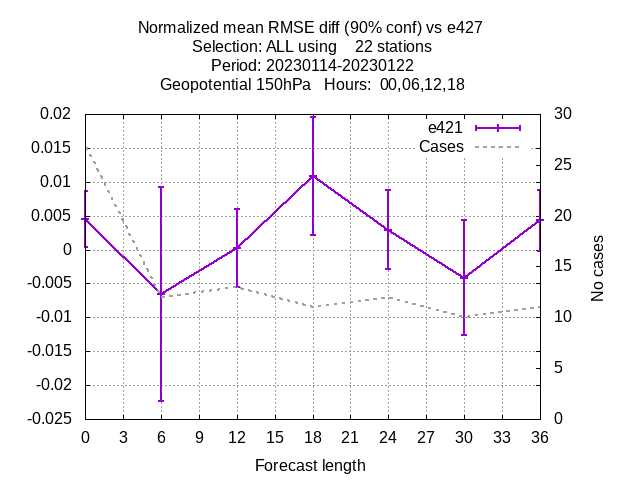 Normalized mean RMSE diff (90% conf) vs e427
Selection: ALL using    22 stations
Period: 20230114-20230122
Geopotential 150hPa   Hours:  00,06,12,18
0.02
0.015
0.01
0.005
0
-0.005
-0.01
-0.015
-0.02
-0.025
e421
Cases
30
25
20
15
10
5
0
No cases
0 3 6 9 12 15 18 21 24 27 30 33 36
Forecast length